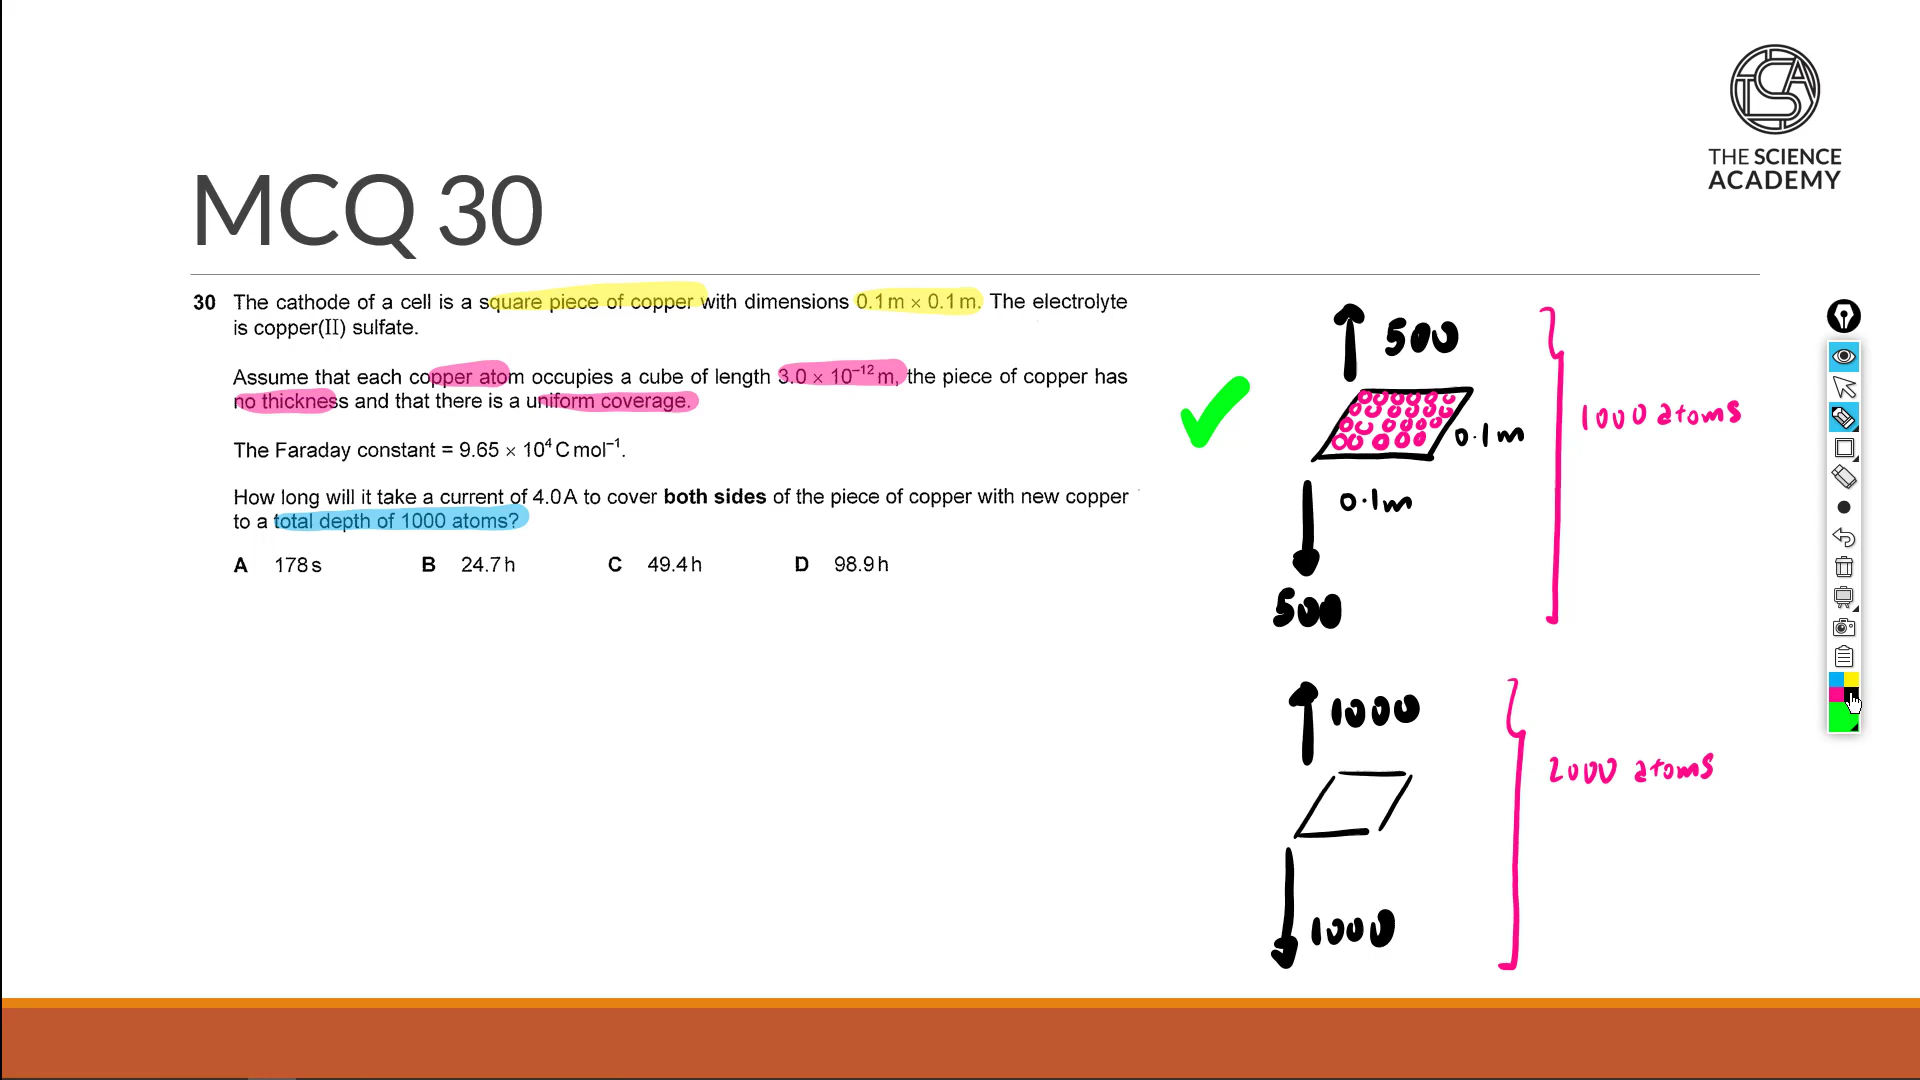 THE SCIENCE
ACADEMY
MCQ 30
30 The cathode of a cell is a square piece of copper with dimensions 0.1 m × 0.1 m. The electrolyte
is copper(II) sulfate.
Assume that each copper atom occupies a cube of length 3.0 × 10⁻¹² m, the piece of copper has
no thickness and that there is a uniform coverage.
The Faraday constant = 9.65 × 10⁴ C mol⁻¹.
How long will it take a current of 4.0 A to cover both sides of the piece of copper with new copper
to a total depth of 1000 atoms?
A 178 s B 24.7 h C 49.4 h D 98.9 h
500
1000 atoms
0.1m
0.1m
500
1000
2000 atoms
1000